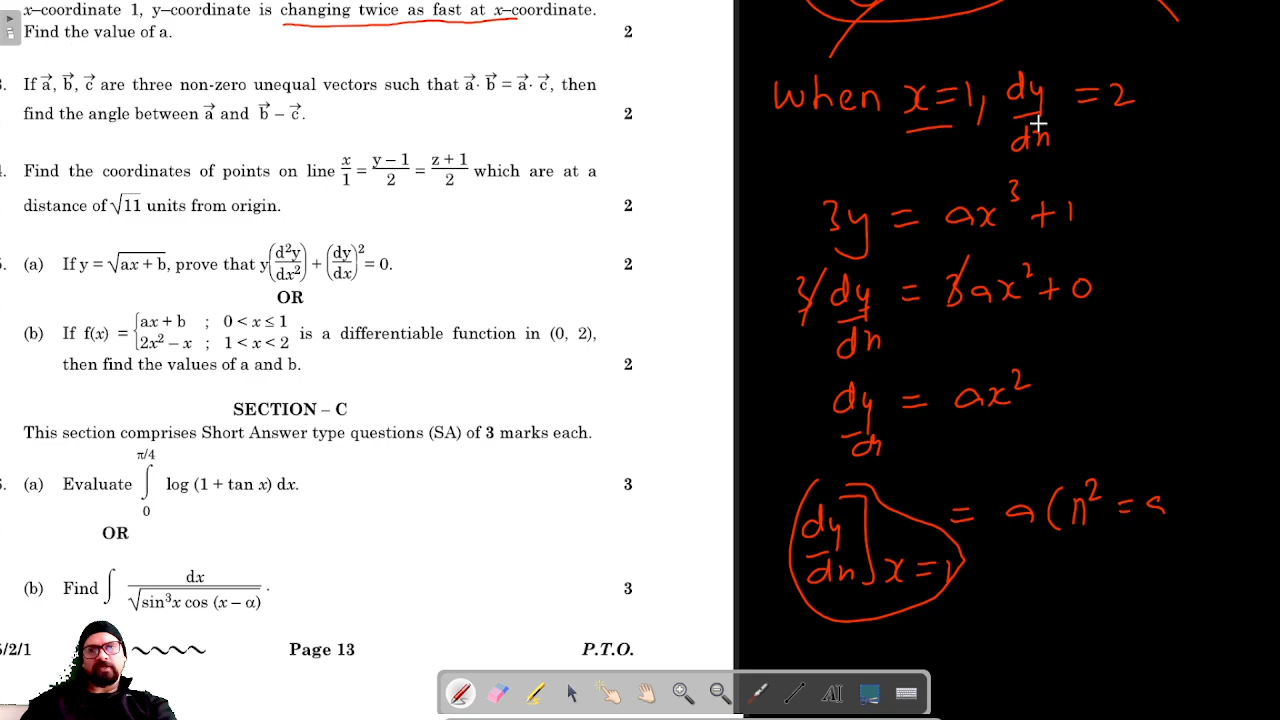 x–coordinate 1, y–coordinate is changing twice as fast at x–coordinate.
Find the value of a. 2
If a⃗, b⃗, c⃗ are three non-zero unequal vectors such that a⃗· b⃗ = a⃗· c⃗, then
find the angle between a⃗ and b⃗ – c⃗. 2
Find the coordinates of points on line x/1 = (y – 1)/2 = (z + 1)/2 which are at a
distance of √11 units from origin. 2
(a) If y = √(ax + b), prove that y(d²y/dx²) + (dy/dx)² = 0. 2
OR
(b) If f(x) = { ax + b ; 0 < x ≤ 1
2x² – x ; 1 < x < 2 is a differentiable function in (0, 2),
then find the values of a and b. 2
SECTION – C
This section comprises Short Answer type questions (SA) of 3 marks each.
(a) Evaluate ∫₀^π/4 log (1 + tan x) dx. 3
OR
(b) Find ∫ dx/√(sin³x cos (x – α)) · 3
/2/1 Page 13 P.T.O.
When x=1, dy/dx = 2
3y = ax³ + 1
3 dy/dx = 3ax² + 0
dy/dx = ax²
dy/dx] x=1 = a(1)² = a
AI